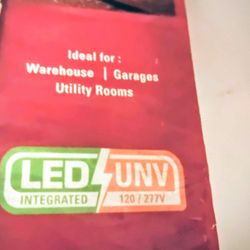 Ideal for :
Warehouse | Garages
Utility Rooms
LED UNV
INTEGRATED 120 / 277V